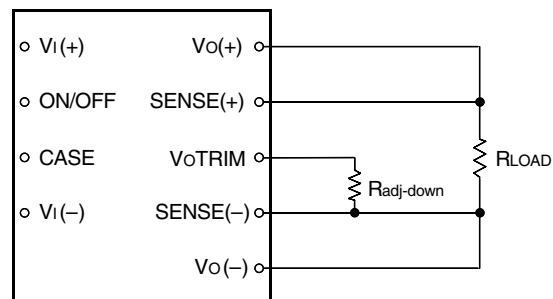 VI(+) VO(+)
ON/OFF SENSE(+)
CASE VOTRIM RLOAD
Radj-down
VI(–) SENSE(–)
VO(–)